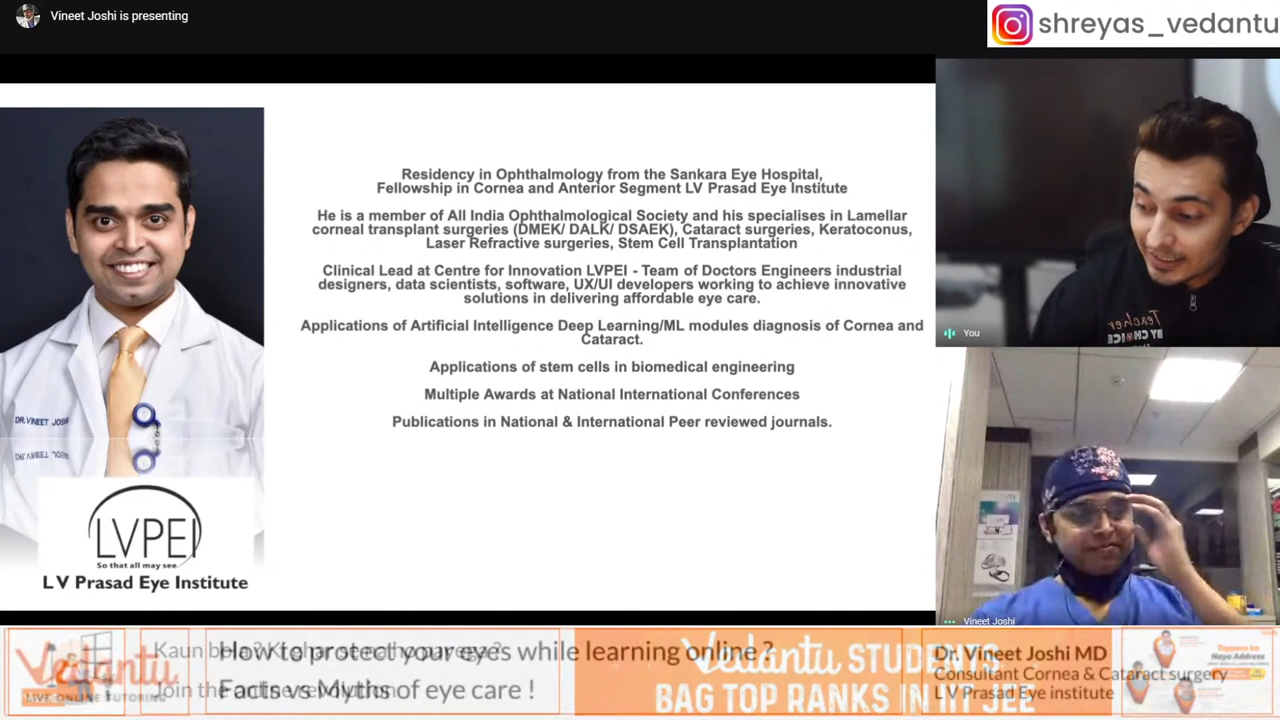 Vineet Joshi is presenting
shreyas_vedantu
Residency in Ophthalmology from the Sankara Eye Hospital,
Fellowship in Cornea and Anterior Segment LV Prasad Eye Institute
He is a member of All India Ophthalmological Society and his specialises in Lamellar
corneal transplant surgeries (DMEK/ DALK/ DSAEK), Cataract surgeries, Keratoconus,
Laser Refractive surgeries, Stem Cell Transplantation
Clinical Lead at Centre for Innovation LVPEI - Team of Doctors Engineers industrial
designers, data scientists, software, UX/UI developers working to achieve innovative
solutions in delivering affordable eye care.
Applications of Artificial Intelligence Deep Learning/ML modules diagnosis of Cornea and
Cataract.
Applications of stem cells in biomedical engineering
Multiple Awards at National International Conferences
Publications in National & International Peer reviewed journals.
DR.VINEET JOSHI
LVPEI
So that all may see
L V Prasad Eye Institute
Teacher
BY CHOICE
You
Vineet Joshi
Vedantu
LIVE ONLINE TUTORING
How to protect your eyes while learning online ?
Facts vs Myths of eye care !
Vedantu STUDENTS
BAG TOP RANKS IN IIT JEE
Dr. Vineet Joshi MD
Consultant Cornea & Cataract surgery
L V Prasad Eye institute